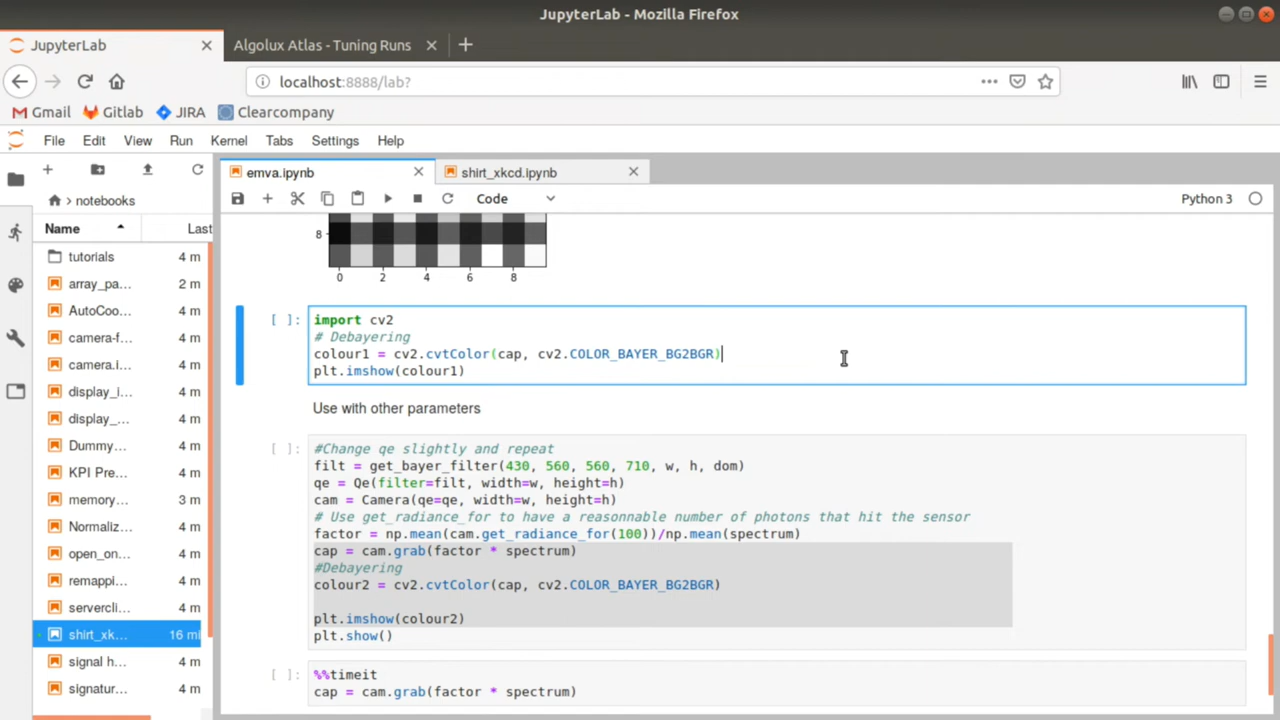 JupyterLab - Mozilla Firefox
JupyterLab
Algolux Atlas - Tuning Runs
localhost:8888/lab?
Gmail Gitlab JIRA Clearcompany
File Edit View Run Kernel Tabs Settings Help
emva.ipynb
shirt_xkcd.ipynb
notebooks
Code
Python 3
Name Last
tutorials 4 m
array_pa... 2 m
AutoCoo... 4 m
camera-f... 4 m
camera.i... 4 m
display_i... 4 m
display_... 4 m
Dummy... 4 m
KPI Pre... 4 m
memory... 3 m
Normaliz... 4 m
open_on... 4 m
remappi... 4 m
servercli... 4 m
shirt_xk... 16 mi
signal h... 4 m
signatur... 4 m
8
0 2 4 6 8
[ ]: import cv2
# Debayering
colour1 = cv2.cvtColor(cap, cv2.COLOR_BAYER_BG2BGR)
plt.imshow(colour1)
Use with other parameters
[ ]: #Change qe slightly and repeat
filt = get_bayer_filter(430, 560, 560, 710, w, h, dom)
qe = Qe(filter=filt, width=w, height=h)
cam = Camera(qe=qe, width=w, height=h)
# Use get_radiance_for to have a reasonnable number of photons that hit the sensor
factor = np.mean(cam.get_radiance_for(100))/np.mean(spectrum)
cap = cam.grab(factor * spectrum)
#Debayering
colour2 = cv2.cvtColor(cap, cv2.COLOR_BAYER_BG2BGR)
plt.imshow(colour2)
plt.show()
[ ]: %%timeit
cap = cam.grab(factor * spectrum)